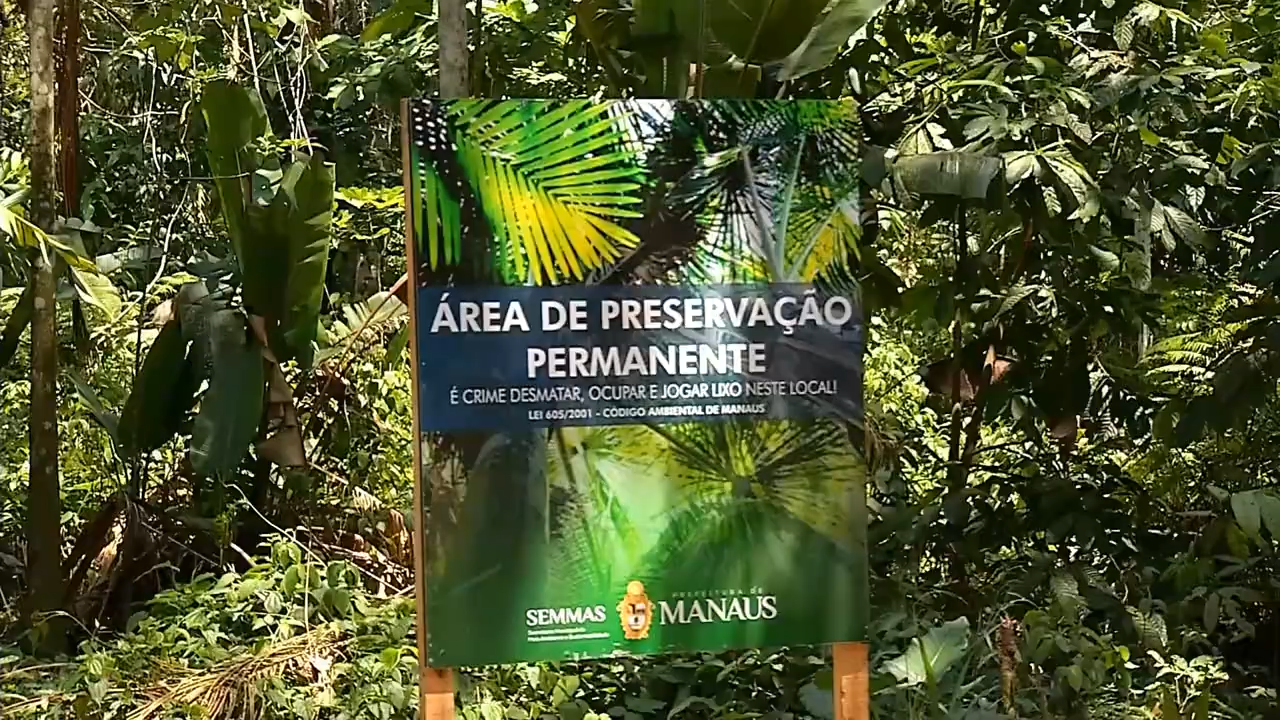 ÁREA DE PRESERVAÇÃO
PERMANENTE
É CRIME DESMATAR, OCUPAR E JOGAR LIXO NESTE LOCAL!
LEI 605/2001 - CÓDIGO AMBIENTAL DE MANAUS
SEMMAS
PREFEITURA DE
MANAUS